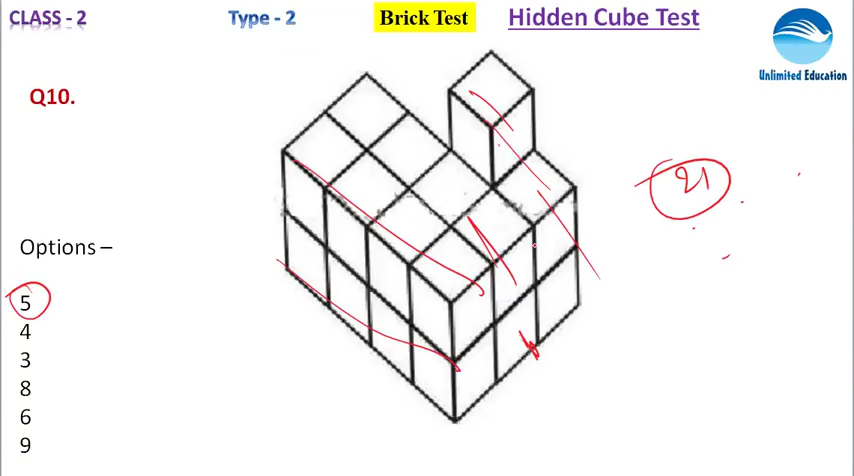 CLASS - 2
Type - 2
Brick Test
Hidden Cube Test
Unlimited Education
Q10.
21
Options –
5
4
3
8
6
9